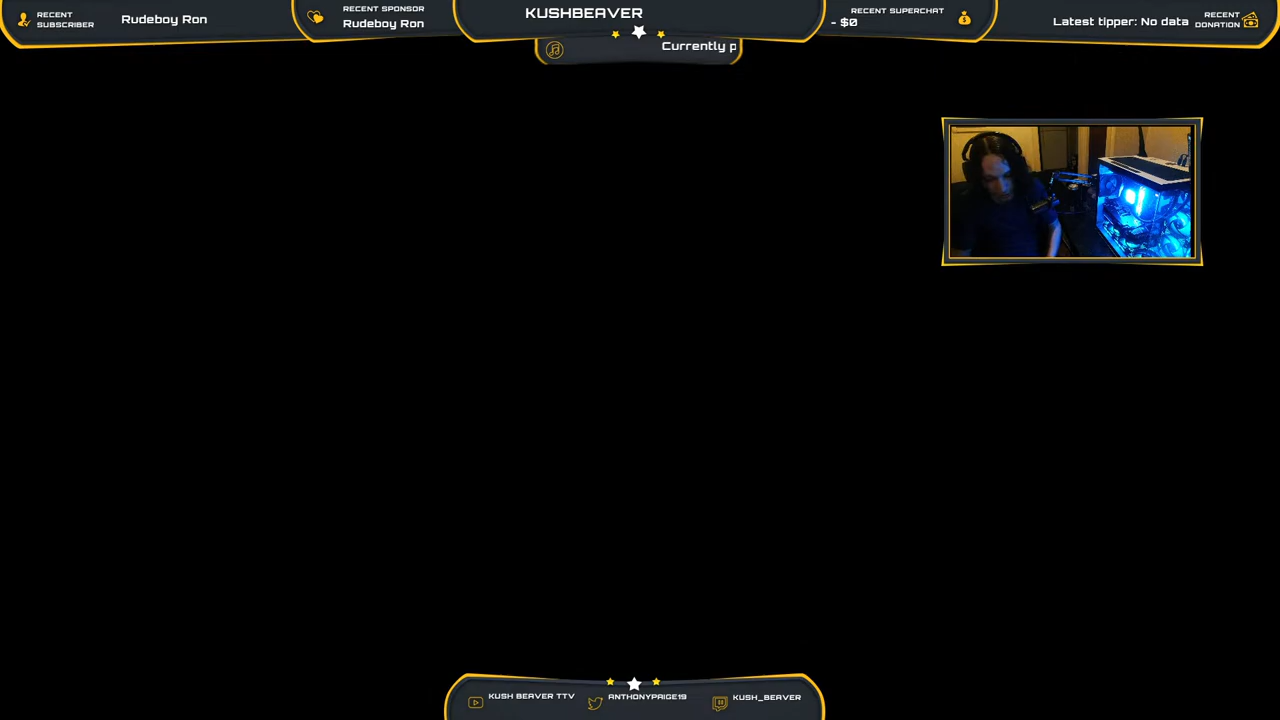 RECENT
SUBSCRIBER
Rudeboy Ron
RECENT SPONSOR
Rudeboy Ron
KUSHBEAVER
Currently p
RECENT SUPERCHAT
- $0
Latest tipper: No data
RECENT
DONATION
KUSH BEAVER TTV
ANTHONYPAIGE19
KUSH_BEAVER